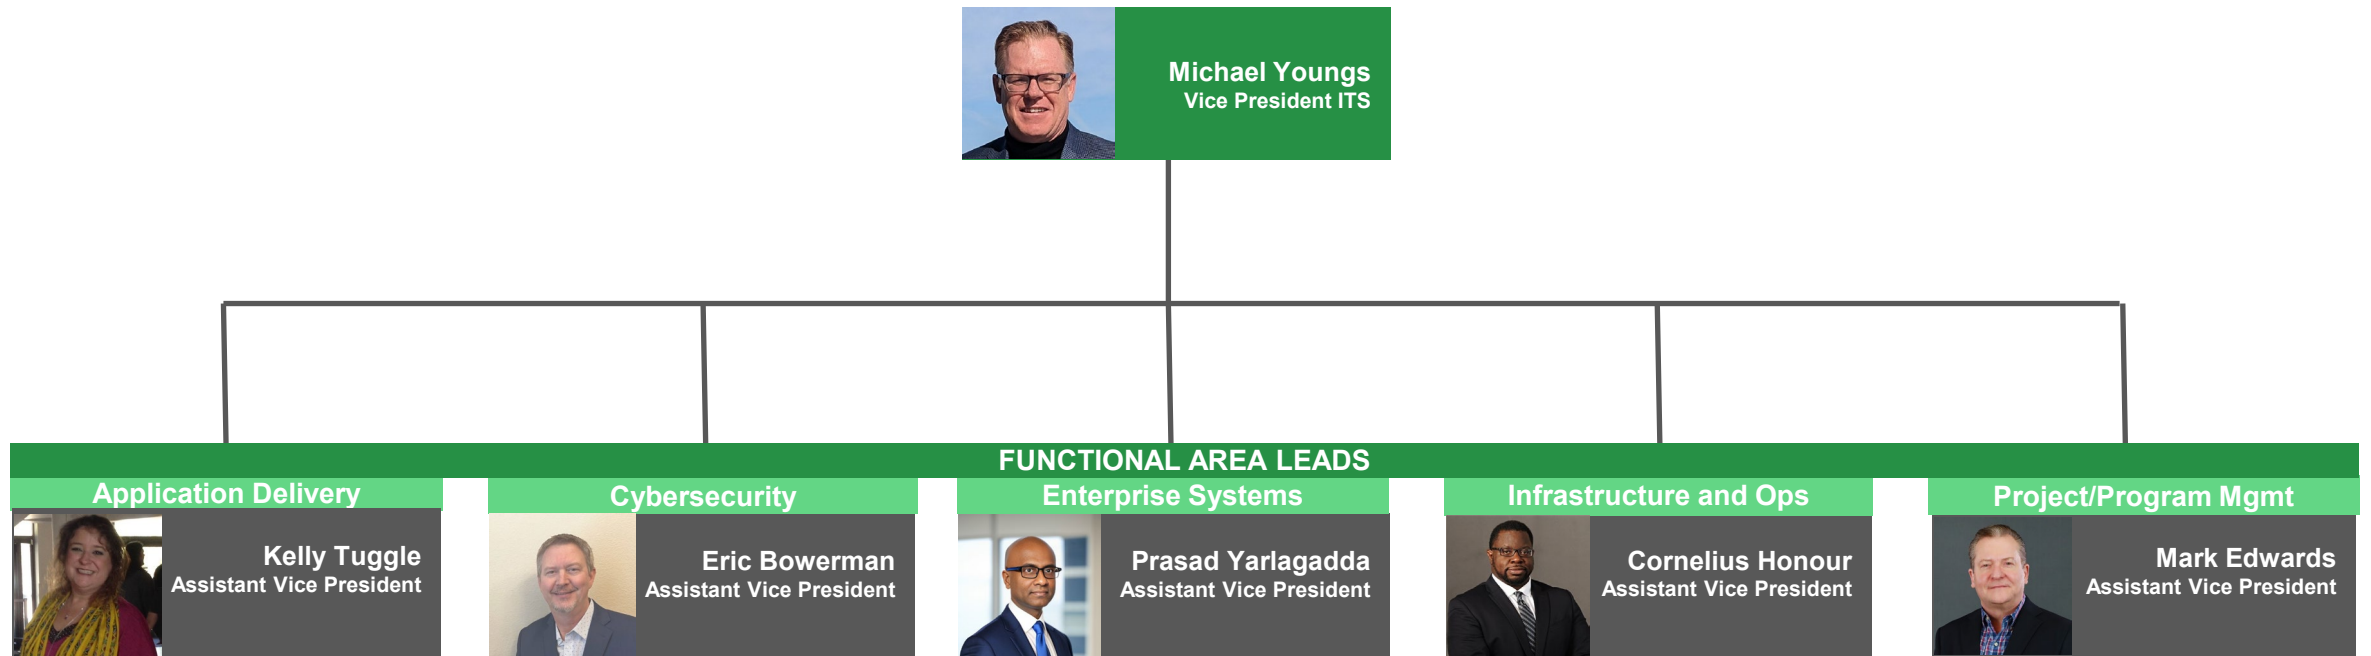 Michael Youngs
Vice President ITS
FUNCTIONAL AREA LEADS
Application Delivery
Kelly Tuggle
Assistant Vice President
Cybersecurity
Eric Bowerman
Assistant Vice President
Enterprise Systems
Prasad Yarlagadda
Assistant Vice President
Infrastructure and Ops
Cornelius Honour
Assistant Vice President
Project/Program Mgmt
Mark Edwards
Assistant Vice President